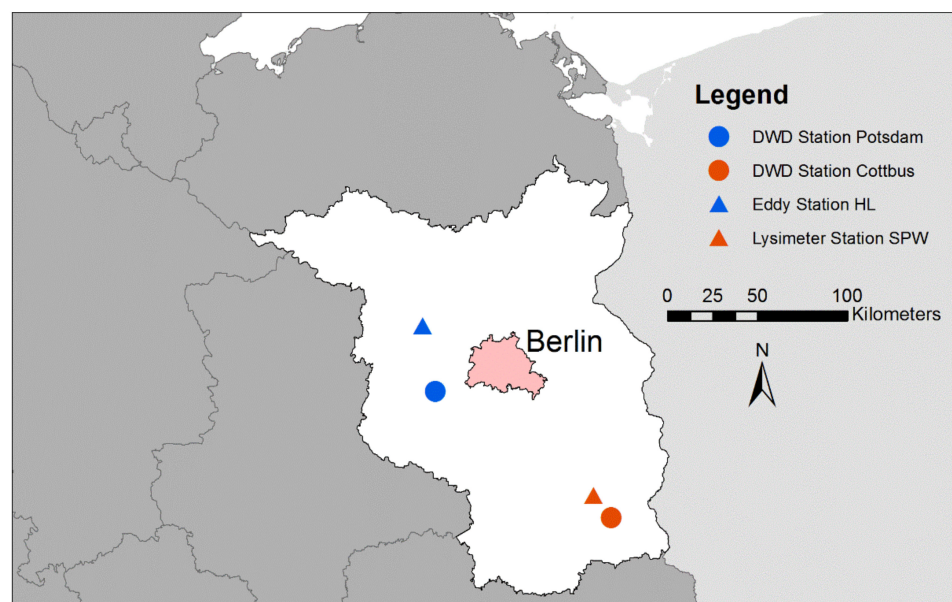 Legend
DWD Station Potsdam
DWD Station Cottbus
Eddy Station HL
Lysimeter Station SPW
0 25 50 100
Kilometers
N
Berlin